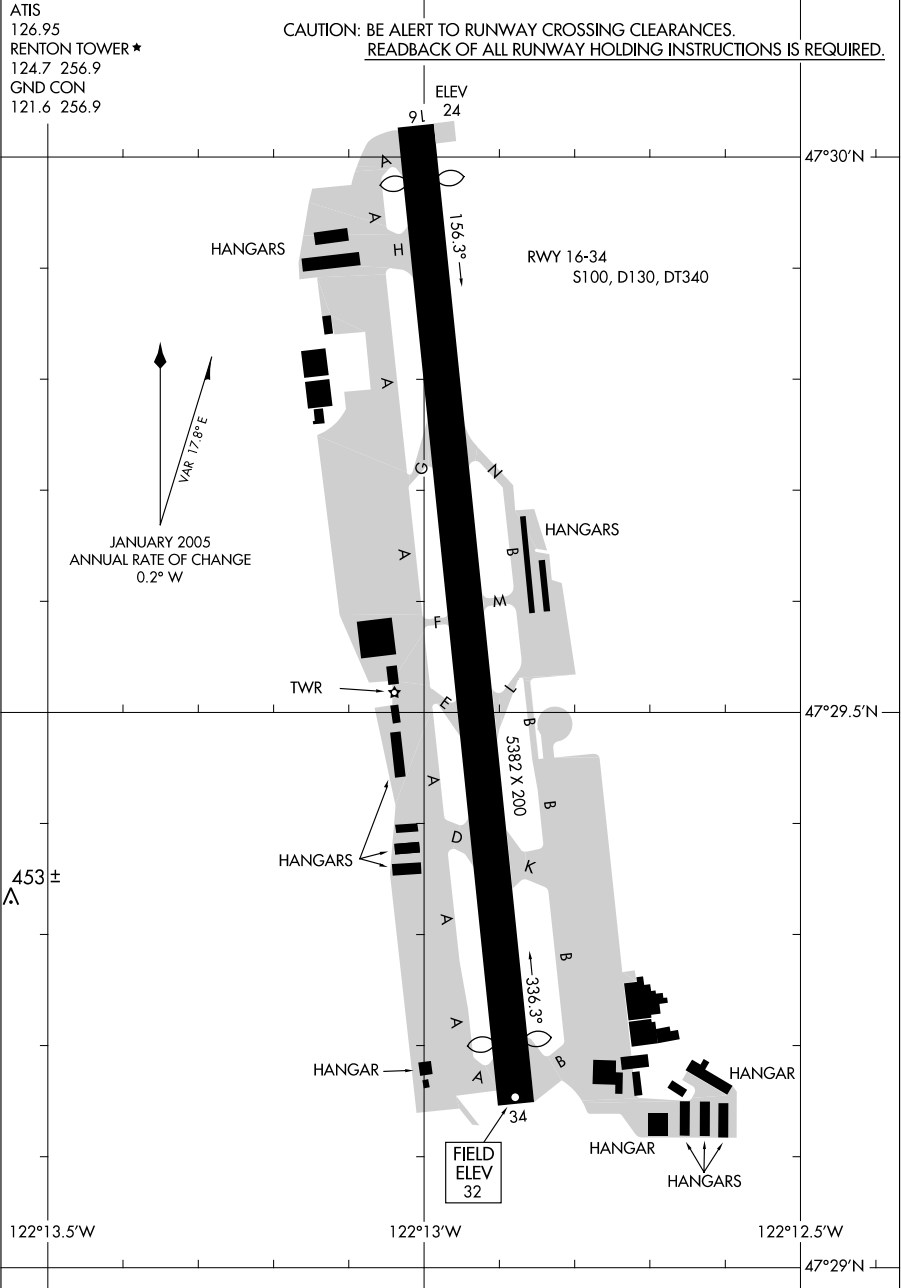 ATIS
126.95
RENTON TOWER★
124.7 256.9
GND CON
121.6 256.9
CAUTION: BE ALERT TO RUNWAY CROSSING CLEARANCES.
READBACK OF ALL RUNWAY HOLDING INSTRUCTIONS IS REQUIRED.
ELEV
24
16
47°30'N
A
A
156.3°
HANGARS
H
RWY 16-34
S100, D130, DT340
A
VAR 17.8° E
G
N
JANUARY 2005
ANNUAL RATE OF CHANGE
0.2° W
HANGARS
A
B
M
F
TWR
L
E
47°29.5'N
B
5382 X 200
A
B
D
HANGARS
K
453 ±
A
B
336.3°
A
B
HANGAR
A
HANGAR
34
FIELD
ELEV
32
HANGAR
HANGARS
122°13.5'W
122°13'W
122°12.5'W
47°29'N